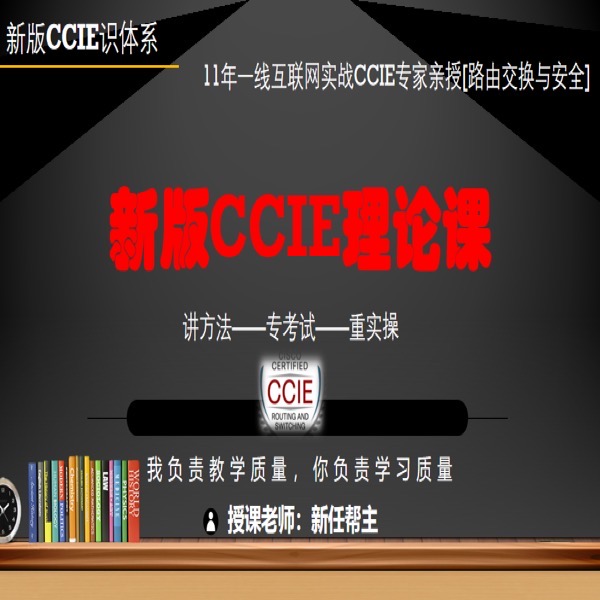 新版CCIE识体系
11年一线互联网实战CCIE专家亲授[路由交换与安全]
新版CCIE理论课
讲方法——专考试——重实操
CISCO
CERTIFIED
CCIE
ROUTING AND
SWITCHING
我负责教学质量，你负责学习质量
授课老师：新任帮主
LAW
PHYSICS
WORLD HISTORY